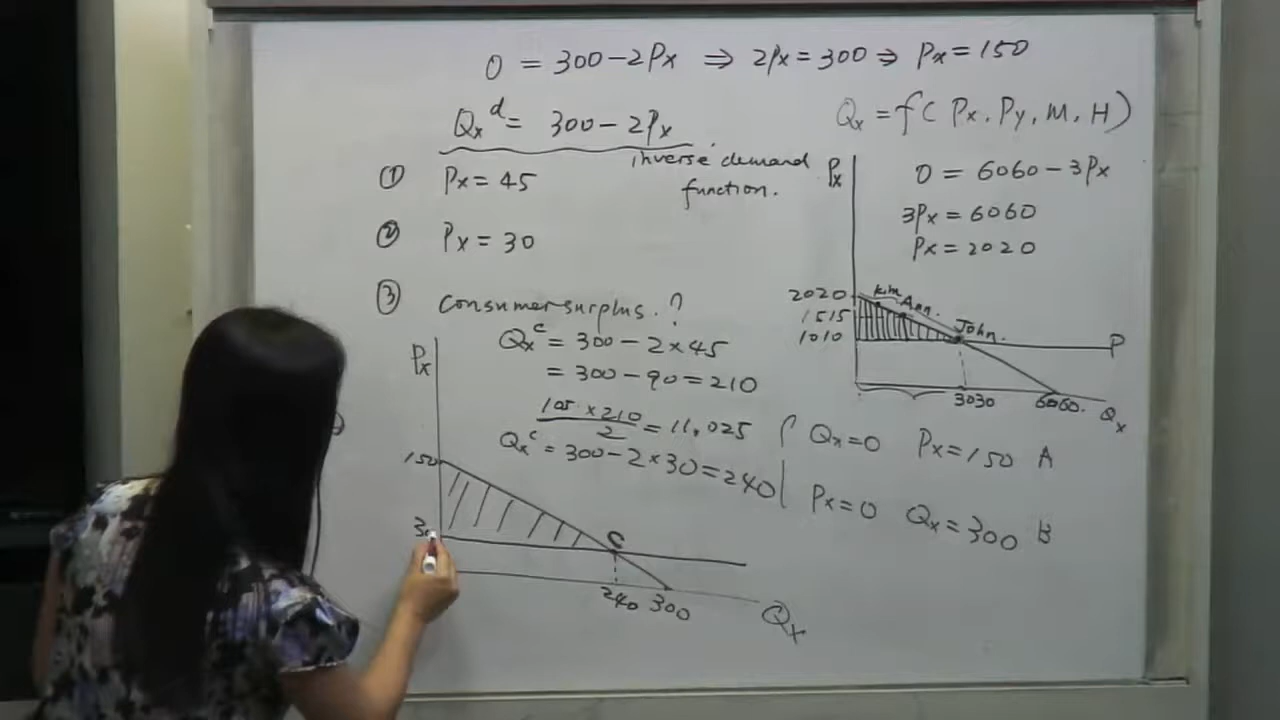 0 = 300-2Px ⇒ 2Px = 300 ⇒ Px = 150
Qx^d = 300-2Px
inverse demand
function.
① Px = 45
② Px = 30
③ consumer surplus.?
Qx^c = 300 - 2×45
= 300 - 90 = 210
105 × 210 / 2 = 11,025
Qx^c = 300-2×30 = 240
Px
150
30
C
240 300
Qx
Qx = f( Px, Py, M, H )
Px
0 = 6060-3Px
3Px = 6060
Px = 2020
2020
1515
1010
kim
Ann.
John.
P
3030 6060.
Qx
Qx=0 Px=150 A
Px=0 Qx=300 B